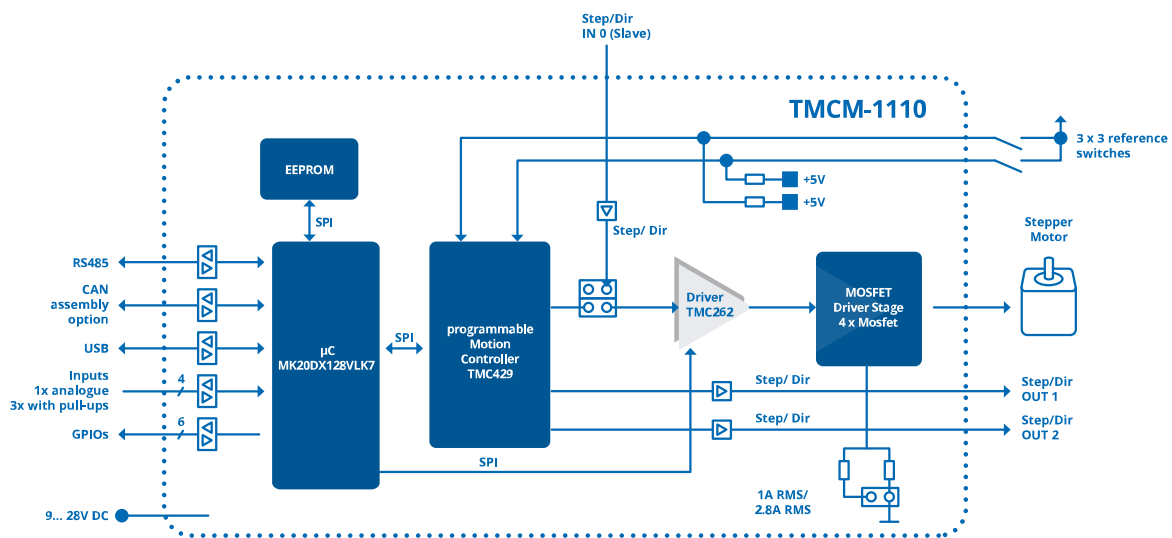 Step/Dir
IN 0 (Slave)
TMCM-1110
3 x 3 reference
switches
EEPROM
+5V
+5V
SPI
Step/ Dir
Stepper
Motor
RS485
CAN
assembly
option
USB
Inputs
1x analogue
3x with pull-ups
4
GPIOs
6
µC
MK20DX128VLK7
SPI
programmable
Motion
Controller
TMC429
Driver
TMC262
MOSFET
Driver Stage
4 x Mosfet
Step/ Dir
Step/Dir
OUT 1
Step/ Dir
Step/Dir
OUT 2
SPI
1A RMS/
2.8A RMS
9... 28V DC